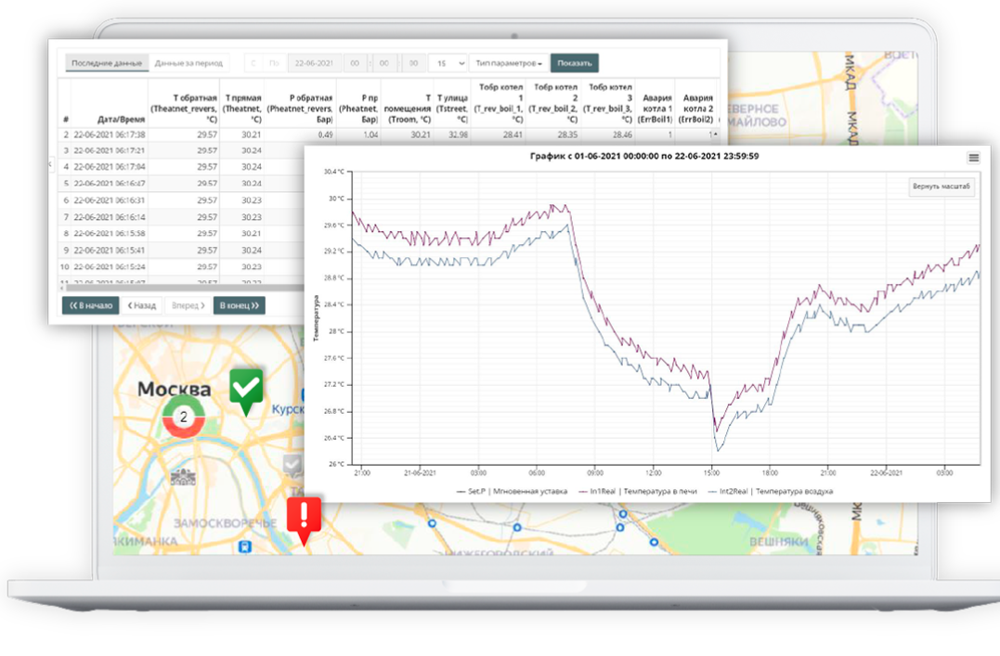 Последние данные Данные за период С По 22-06-2021 00 : 00 : 00 15 Тип параметров Показать
# Дата/Время Т обратная (Theatnet_revers, °C) Т прямая (Theatnet, °C) Р обратная (Pheatnet_revers, Бар) Р пр (Pheatnet, Бар) Т помещения (Troom, °C) Т улица (Tstreet, °C) Тобр котел 1 (T_rev_boil_1, °C) Тобр котел 2 (T_rev_boil_2, °C) Тобр котел 3 (T_rev_boil_3, °C) Авария котла 1 (ErrBoil1) Авария котла 2 (ErrBoil2)
2 22-06-2021 06:17:38 29.57 30.21 0.49 1.04 30.21 32.98 28.41 28.35 28.46 1 1
3 22-06-2021 06:17:21 29.57 30.24
4 22-06-2021 06:17:04 29.57 30.24
5 22-06-2021 06:16:47 29.57 30.24
6 22-06-2021 06:16:31 29.57 30.23
7 22-06-2021 06:16:14 29.57 30.23
8 22-06-2021 06:15:58 29.57 30.21
9 22-06-2021 06:15:41 29.57 30.24
10 22-06-2021 06:15:24 29.57 30.23
В начало Назад Вперед В конец
График с 01-06-2021 00:00:00 по 22-06-2021 23:59:59
Вернуть масштаб
Температура
30.4°C
30°C
29.6°C
29.2°C
28.8°C
28.4°C
28°C
27.6°C
27.2°C
26.8°C
26.4°C
26°C
21:00 21-06-2021 03:00 06:00 09:00 12:00 15:00 18:00 21:00 22-06-2021 03:00
Set.P | Мгновенная уставка In1Real | Температура в печи Int2Real | Температура воздуха
МКАД
МКАД
Москва
2
Курск
ЗАМОСКВОРЕЧЬЕ
КИМАНКА
НИЖЕГОРОДСКИЙ
ВЕШНЯКИ